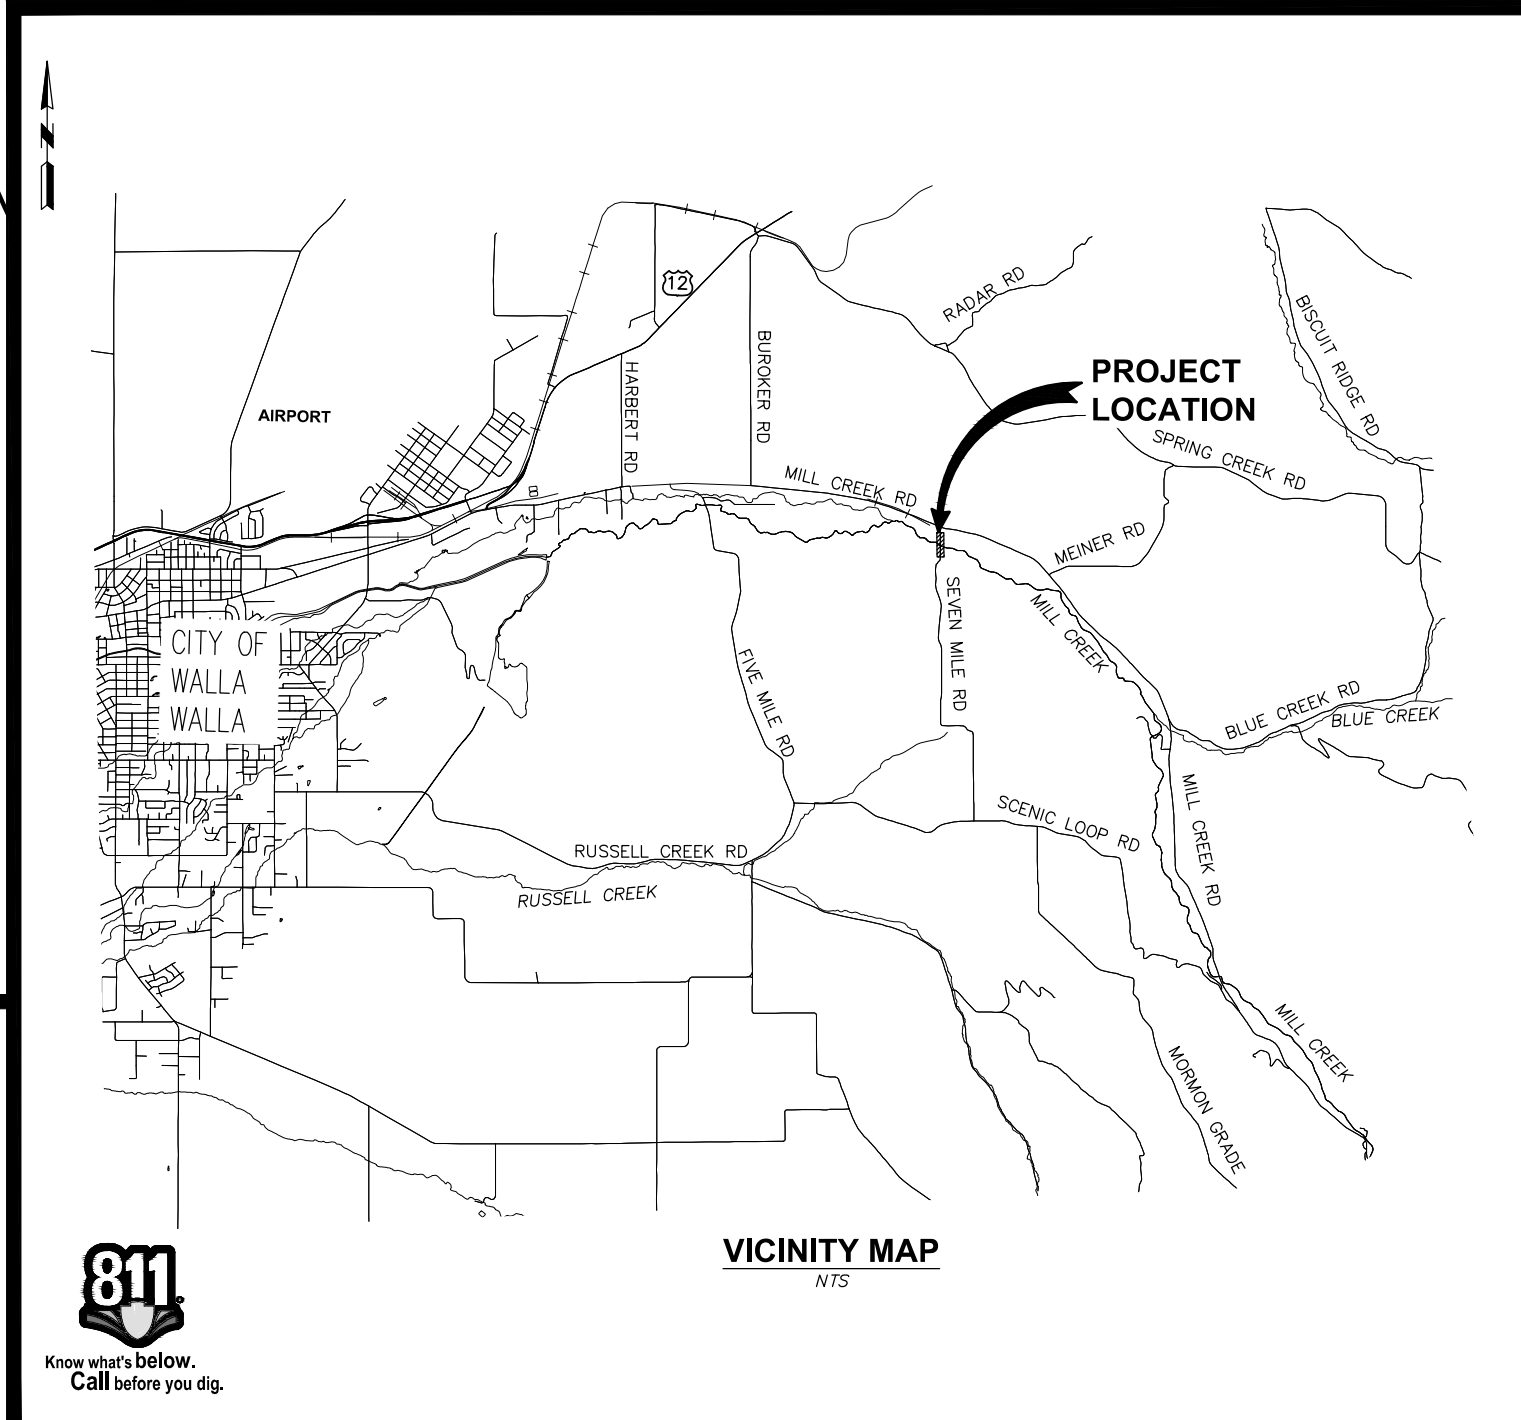 N
RADAR RD
12
BISCUIT RIDGE RD
BUROKER RD
HARBERT RD
PROJECT
LOCATION
AIRPORT
SPRING CREEK RD
MILL CREEK RD
MEINER RD
SEVEN MILE RD
MILL CREEK
CITY OF
WALLA
WALLA
FIVE MILE RD
BLUE CREEK RD
BLUE CREEK
MILL CREEK RD
SCENIC LOOP RD
RUSSELL CREEK RD
RUSSELL CREEK
MILL CREEK
MORMON GRADE
VICINITY MAP
NTS
811
Know what's below.
Call before you dig.